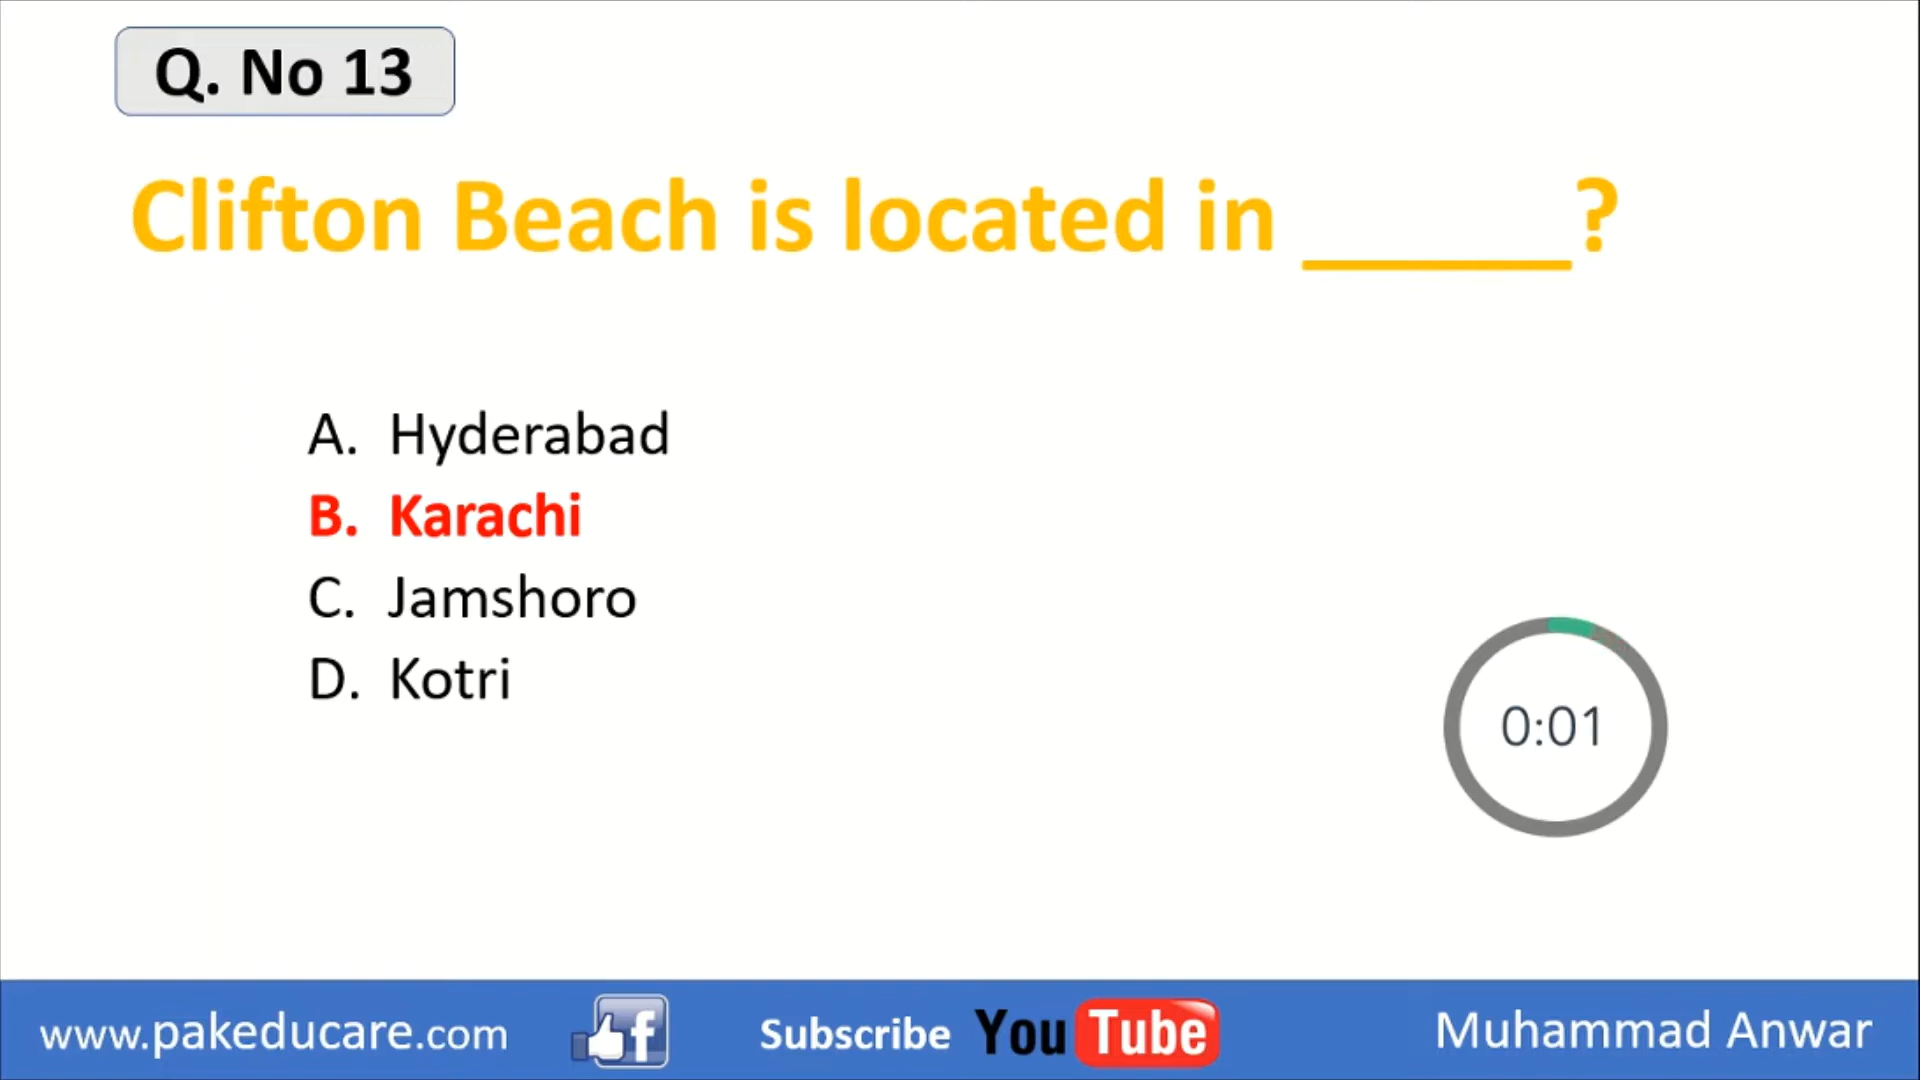 Q. No 13
Clifton Beach is located in ______?
A. Hyderabad
B. Karachi
C. Jamshoro
D. Kotri
0:01
www.pakeducare.com f Subscribe YouTube Muhammad Anwar